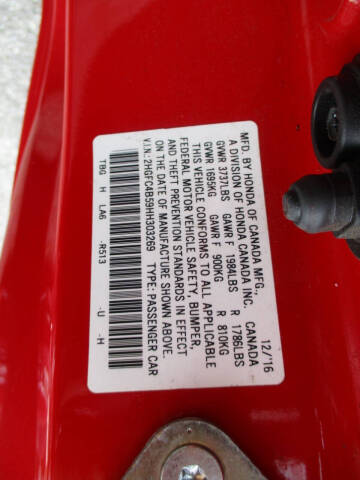 MFD. BY HONDA OF CANADA MFG., 12/'16
A DIVISION OF HONDA CANADA INC. CANADA
GVWR 3737LBS GAWR F 1984LBS R 1786LBS
GVWR 1695KG GAWR F 900KG R 810KG
THIS VEHICLE CONFORMS TO ALL APPLICABLE
FEDERAL MOTOR VEHICLE SAFETY, BUMPER,
AND THEFT PREVENTION STANDARDS IN EFFECT
ON THE DATE OF MANUFACTURE SHOWN ABOVE.
V.I.N.: 2HGFC4B59HH303269 TYPE: PASSENGER CAR
TBG H LA6 -R513 -U -H